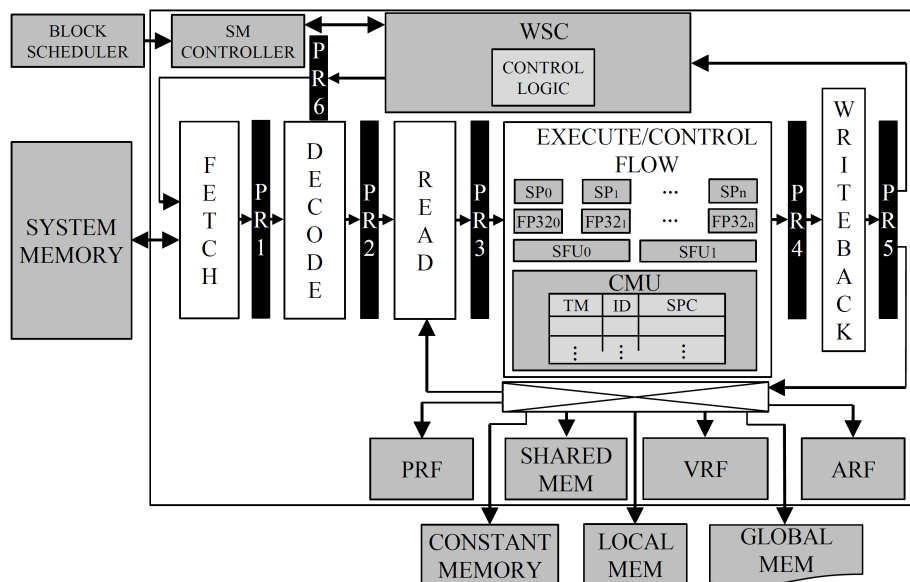 BLOCK
SCHEDULER
SM
CONTROLLER
WSC
CONTROL
LOGIC
PR6
SYSTEM
MEMORY
FETCH
PR1
DECODE
PR2
READ
PR3
EXECUTE/CONTROL
FLOW
SP0 SP1 ... SPn
FP320 FP321 ... FP32n
SFU0 SFU1
CMU
TM ID SPC
⋮ ⋮ ⋮
PR4
WRITEBACK
PR5
PRF
SHARED
MEM
VRF
ARF
CONSTANT
MEMORY
LOCAL
MEM
GLOBAL
MEM